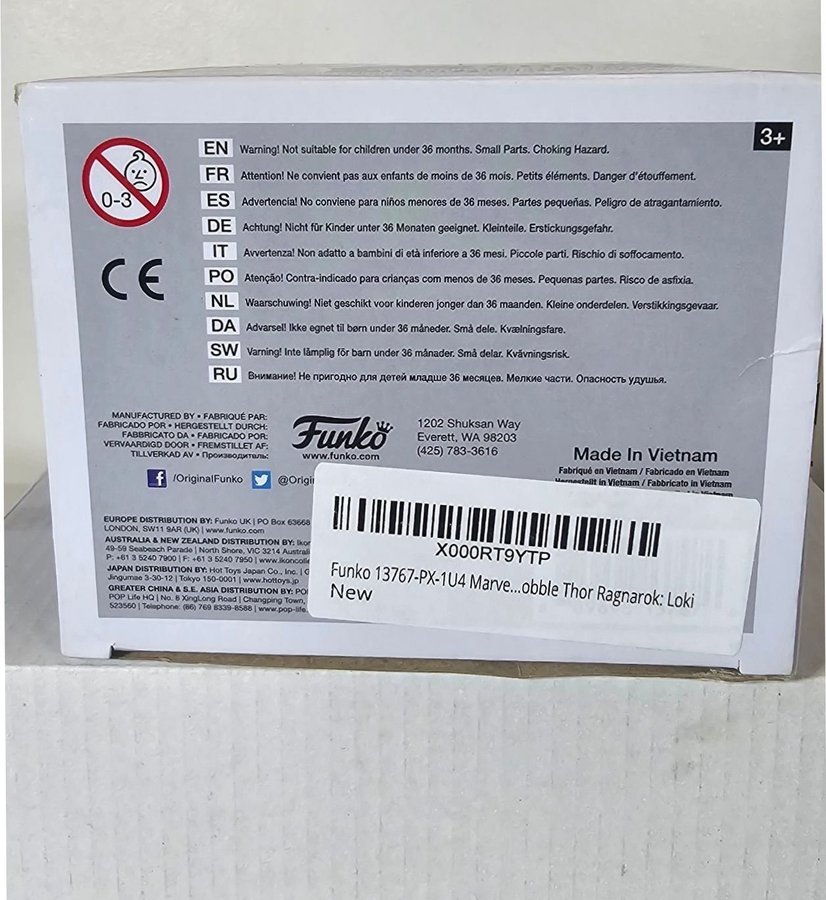 3+
0-3
EN Warning! Not suitable for children under 36 months. Small Parts. Choking Hazard.
FR Attention! Ne convient pas aux enfants de moins de 36 mois. Petits éléments. Danger d'étouffement.
ES Advertencia! No conviene para niños menores de 36 meses. Partes pequeñas. Peligro de atragantamiento.
DE Achtung! Nicht für Kinder unter 36 Monaten geeignet. Kleinteile. Erstickungsgefahr.
IT Avvertenza! Non adatto a bambini di età inferiore a 36 mesi. Piccole parti. Rischio di soffocamento.
CE
PO Atenção! Contra-indicado para crianças com menos de 36 meses. Pequenas partes. Risco de asfixia.
NL Waarschuwing! Niet geschikt voor kinderen jonger dan 36 maanden. Kleine onderdelen. Verstikkingsgevaar.
DA Advarsel! Ikke egnet til børn under 36 måneder. Små dele. Kvælningsfare.
SW Varning! Inte lämplig för barn under 36 månader. Små delar. Kvävningsrisk.
RU Внимание! Не пригодно для детей младше 36 месяцев. Мелкие части. Опасность удушья.
MANUFACTURED BY • FABRIQUÉ PAR:
FABRICADO POR • HERGESTELLT DURCH:
FABBRICATO DA • FABRICADO POR:
VERVAARDIGD DOOR • FREMSTILLET AF:
TILLVERKAD AV • Производитель:
Funko
www.funko.com
1202 Shuksan Way
Everett, WA 98203
(425) 783-3616
Made In Vietnam
Fabriqué en Vietnam / Fabricado en Vietnam
Hergestellt in Vietnam / Fabbricato in Vietnam
/OriginalFunko @Origi
EUROPE DISTRIBUTION BY: Funko UK | PO Box 63668
LONDON, SW11 9AR (UK) | www.funko.com
AUSTRALIA & NEW ZEALAND DISTRIBUTION BY: Ikon
49-59 Seabeach Parade | North Shore, VIC 3214 Australi
P: +61 3 5240 7900 | F: +61 3 5240 7950 | www.ikoncolle
JAPAN DISTRIBUTION BY: Hot Toys Japan Co., Inc. | G
Jingumae 3-30-12 | Tokyo 150-0001 | www.hottoys.jp
GREATER CHINA & S.E. ASIA DISTRIBUTION BY: POP
POP Life HQ | No. 8 XingLong Road | Changping Town,
523560 | Telephone: (86) 769 8339-8588 | www.pop-life.
X000RT9YTP
Funko 13767-PX-1U4 Marve...obble Thor Ragnarok: Loki
New